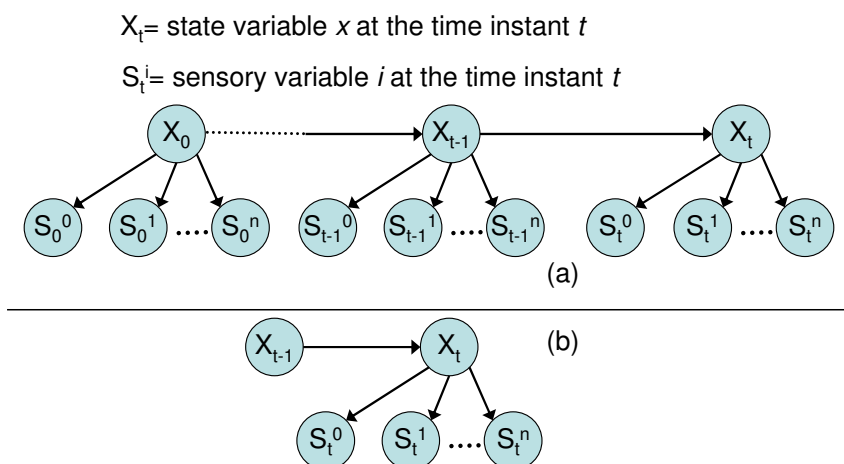 Xₜ= state variable x at the time instant t
Sₜⁱ= sensory variable i at the time instant t
X₀ Xₜ₋₁ Xₜ
S₀⁰ S₀¹ .... S₀ⁿ Sₜ₋₁⁰ Sₜ₋₁¹ .... Sₜ₋₁ⁿ Sₜ⁰ Sₜ¹ .... Sₜⁿ
(a)
Xₜ₋₁ Xₜ (b)
Sₜ⁰ Sₜ¹ .... Sₜⁿ